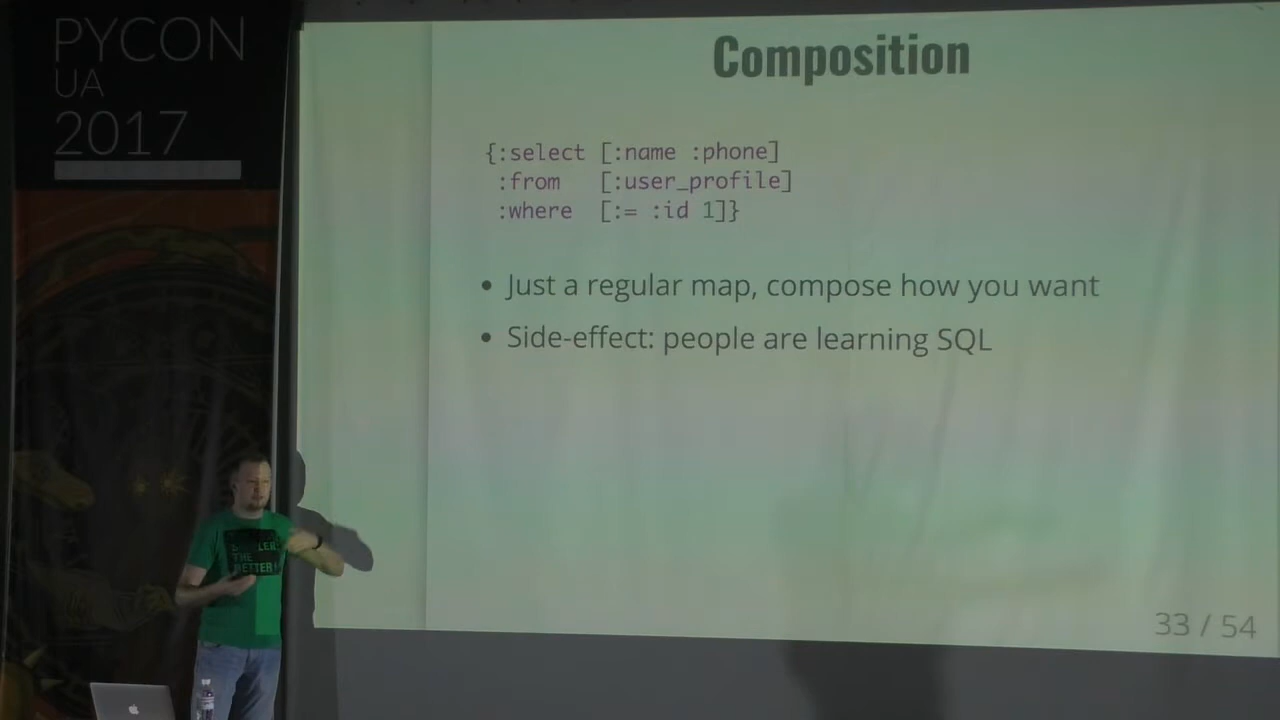 PYCON
UA
2017
Composition
{:select [:name :phone]
:from [:user_profile]
:where [:= :id 1]}
• Just a regular map, compose how you want
• Side-effect: people are learning SQL
THE
33 / 54